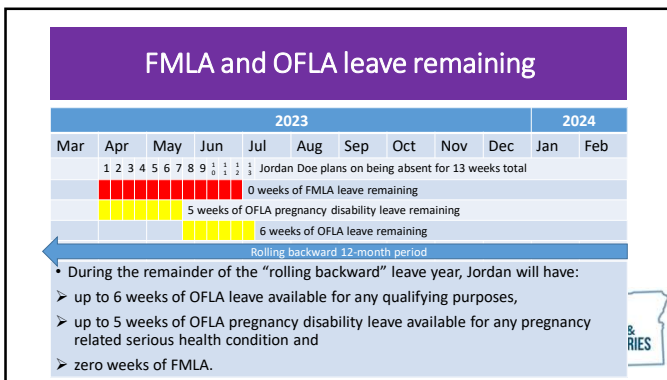 FMLA and OFLA leave remaining
2023 2024
Mar Apr May Jun Jul Aug Sep Oct Nov Dec Jan Feb
1 2 3 4 5 6 7 8 9 10 11 12 13 Jordan Doe plans on being absent for 13 weeks total
0 weeks of FMLA leave remaining
5 weeks of OFLA pregnancy disability leave remaining
6 weeks of OFLA leave remaining
Rolling backward 12-month period
• During the remainder of the “rolling backward” leave year, Jordan will have:
➢ up to 6 weeks of OFLA leave available for any qualifying purposes,
➢ up to 5 weeks of OFLA pregnancy disability leave available for any pregnancy
related serious health condition and
➢ zero weeks of FMLA.
&
RIES